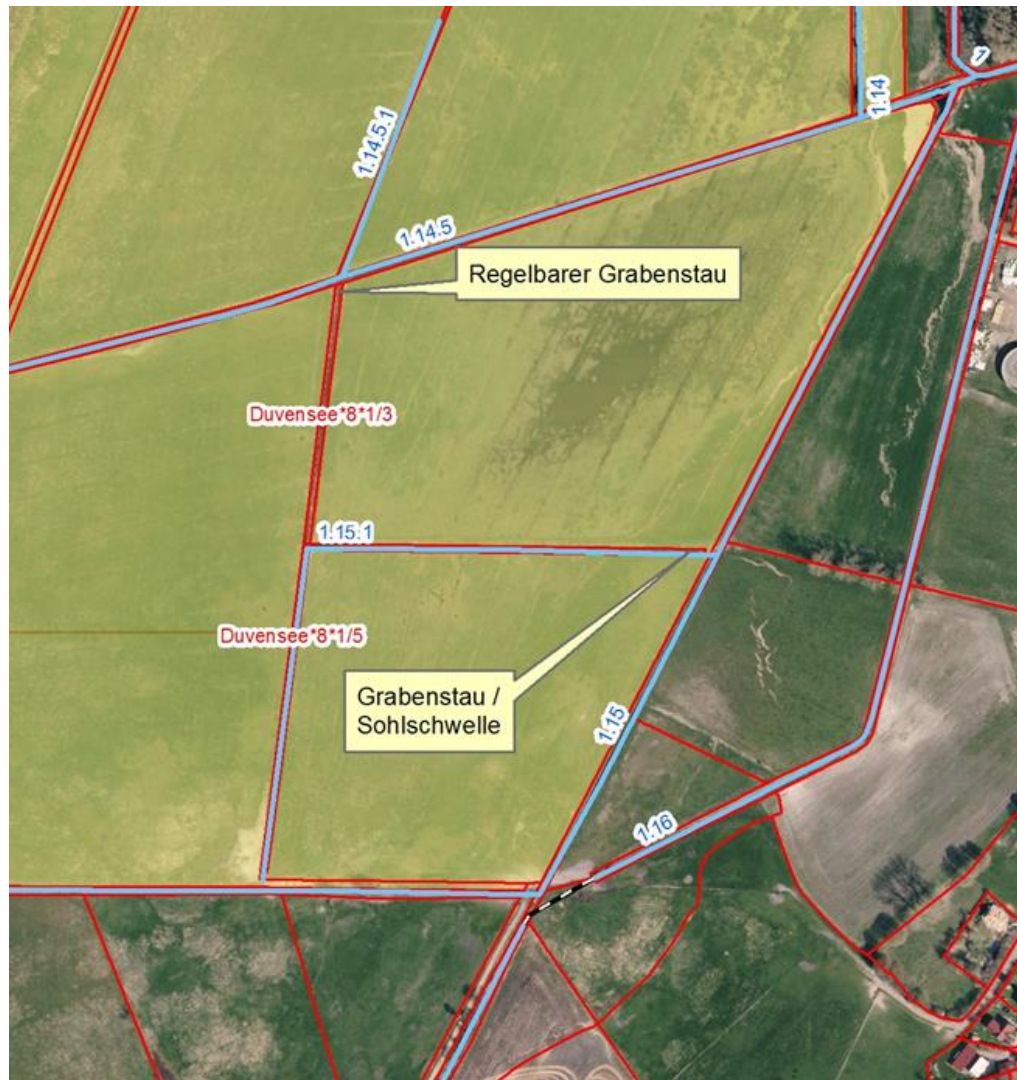 1
1.14
1.14.5.1
1.14.5
Regelbarer Grabenstau
Duvensee*8*1/3
1.15.1
Duvensee*8*1/5
Grabenstau /
Sohlschwelle
1.15
1.16